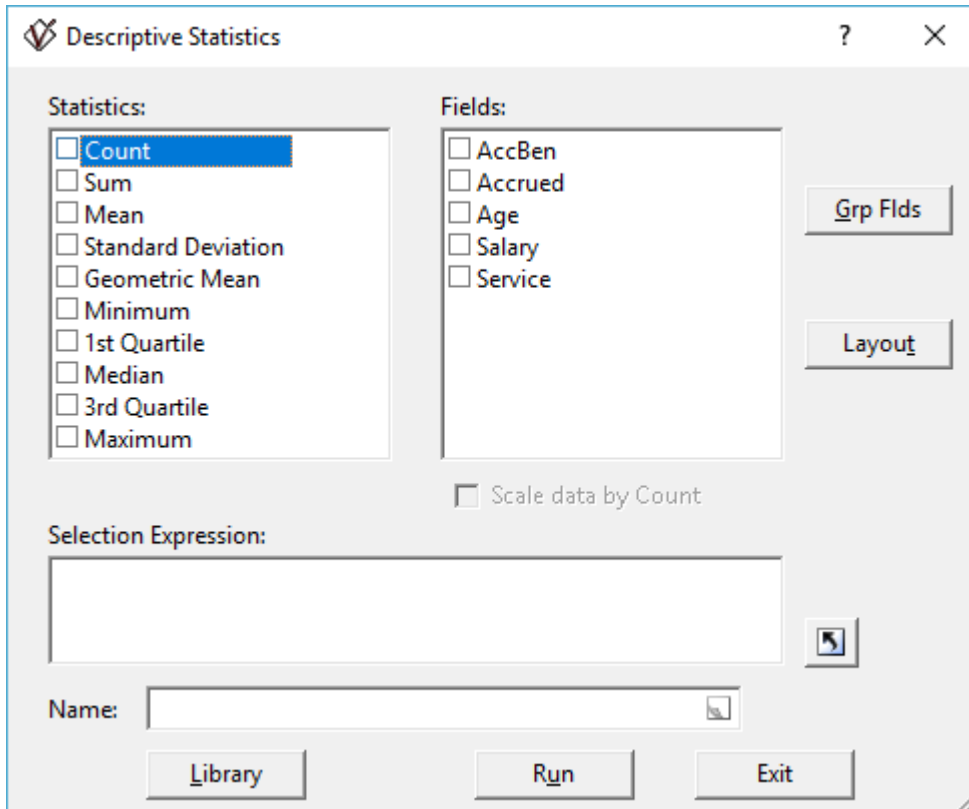 Descriptive Statistics
?
Statistics:
Fields:
Count
Sum
Mean
Standard Deviation
Geometric Mean
Minimum
1st Quartile
Median
3rd Quartile
Maximum
AccBen
Accrued
Age
Salary
Service
Grp Flds
Layout
Scale data by Count
Selection Expression:
Name:
Library
Run
Exit